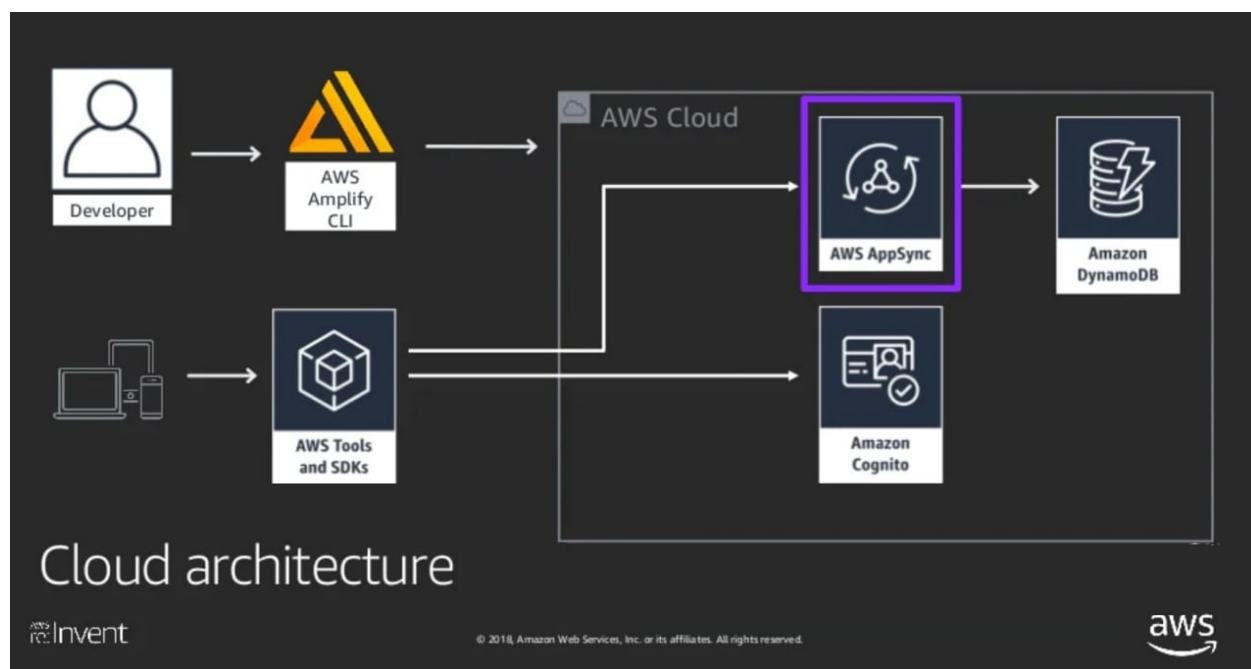 Developer
AWS
Amplify
CLI
AWS Cloud
AWS AppSync
Amazon
DynamoDB
AWS Tools
and SDKs
Amazon
Cognito
Cloud architecture
AWS
re:Invent
© 2018, Amazon Web Services, Inc. or its affiliates. All rights reserved.
aws